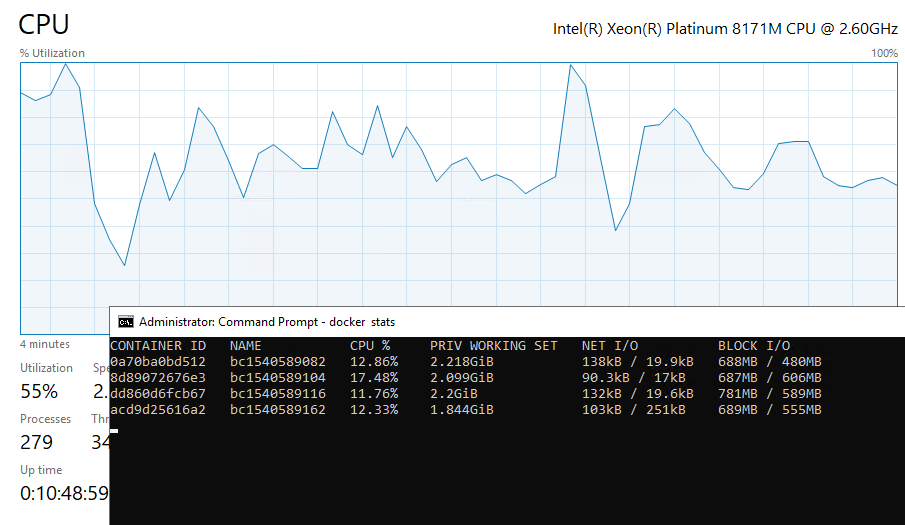 CPU
Intel(R) Xeon(R) Platinum 8171M CPU @ 2.60GHz
% Utilization 100%
Administrator: Command Prompt - docker stats
4 minutes
CONTAINER ID NAME CPU % PRIV WORKING SET NET I/O BLOCK I/O
0a70ba0bd512 bc1540589082 12.86% 2.218GiB 138kB / 19.9kB 688MB / 480MB
8d89072676e3 bc1540589104 17.48% 2.099GiB 90.3kB / 17kB 687MB / 606MB
dd860d6fcb67 bc1540589116 11.76% 2.2GiB 132kB / 19.6kB 781MB / 589MB
acd9d25616a2 bc1540589162 12.33% 1.844GiB 103kB / 251kB 689MB / 555MB
Utilization Spe
55% 2.
Processes Thr
279 34
Up time
0:10:48:59